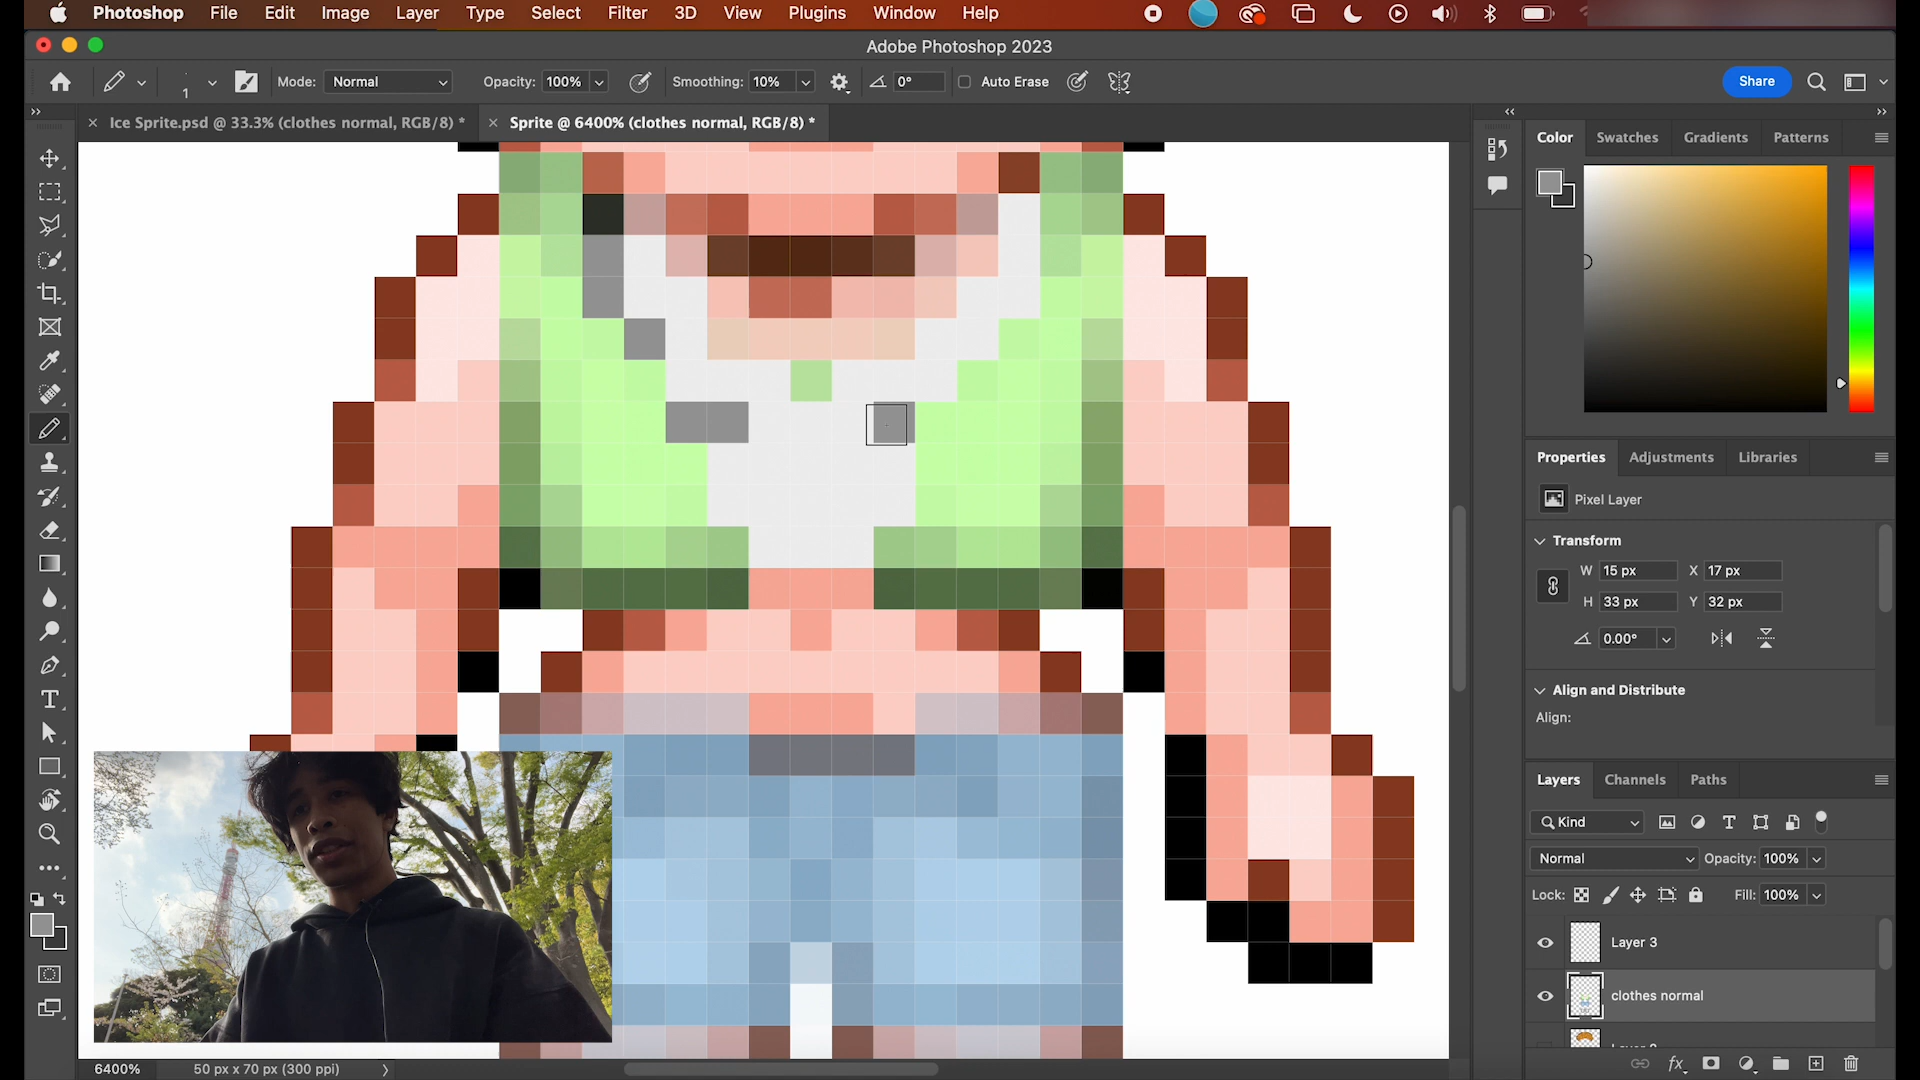 Photoshop File Edit Image Layer Type Select Filter 3D View Plugins Window Help
Adobe Photoshop 2023
1 Mode: Normal Opacity: 100% Smoothing: 10% 0° Auto Erase Share
Ice Sprite.psd @ 33.3% (clothes normal, RGB/8) *
Sprite @ 6400% (clothes normal, RGB/8) *
Color Swatches Gradients Patterns
Properties Adjustments Libraries
Pixel Layer
Transform
W 15 px X 17 px
H 33 px Y 32 px
0.00°
Align and Distribute
Align:
Layers Channels Paths
Kind
Normal Opacity: 100%
Lock: Fill: 100%
Layer 3
clothes normal
6400% 50 px x 70 px (300 ppi)